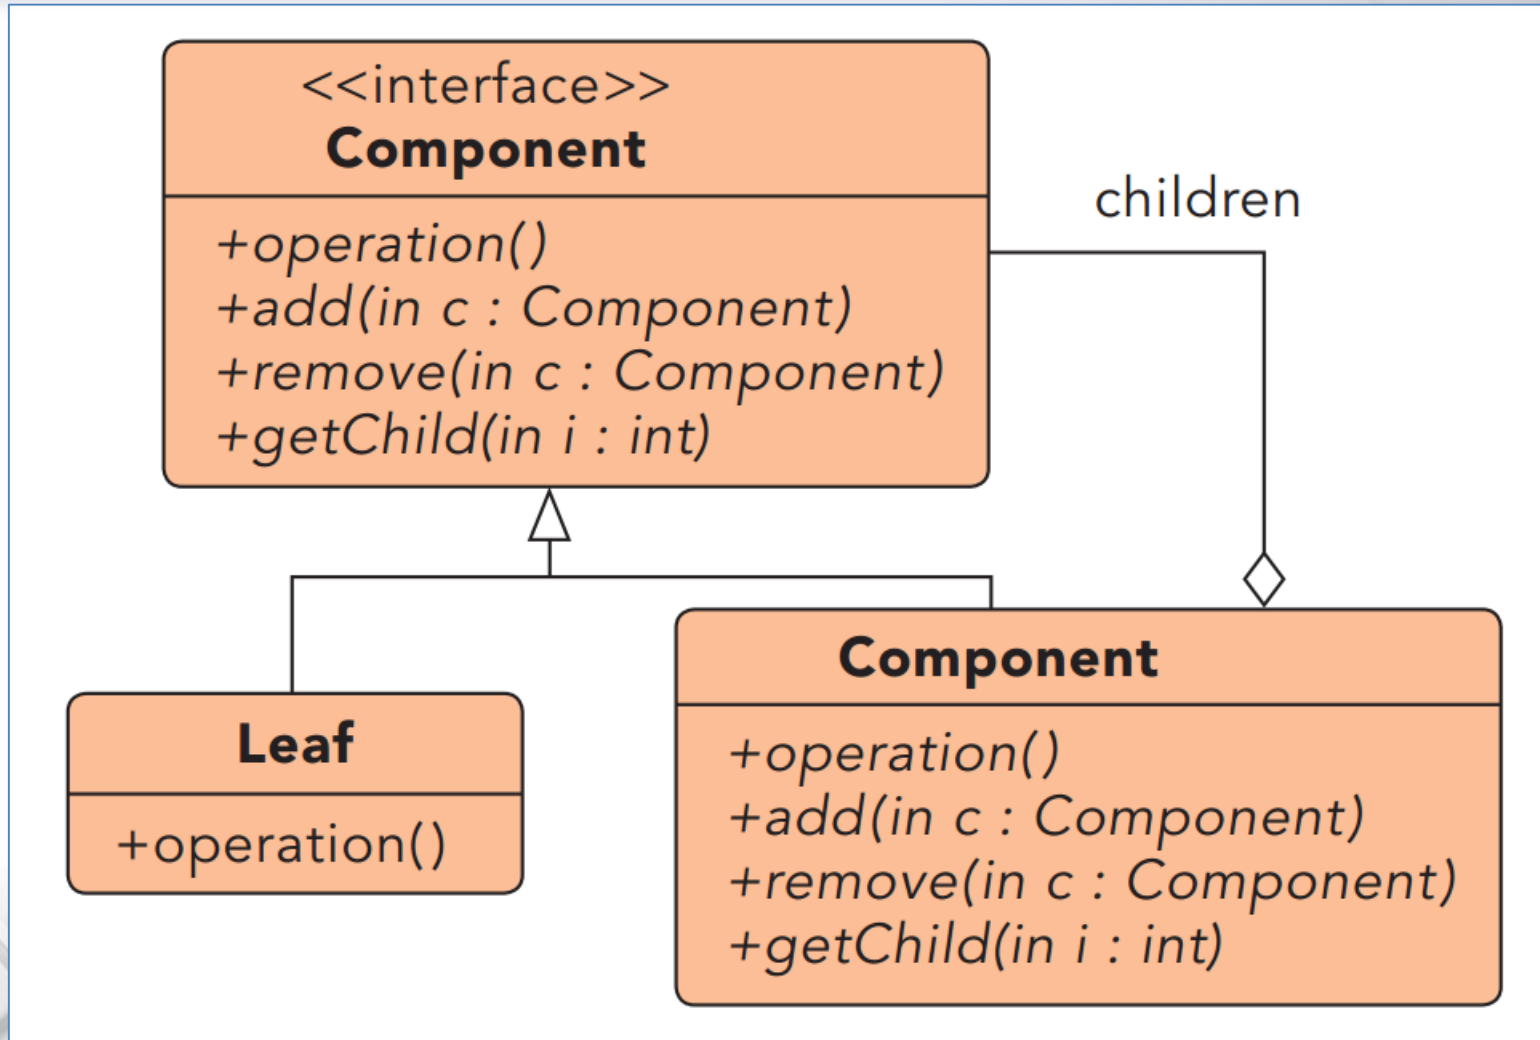 <<interface>>
Component
+operation()
+add(in c : Component)
+remove(in c : Component)
+getChild(in i : int)
children
Leaf
+operation()
Component
+operation()
+add(in c : Component)
+remove(in c : Component)
+getChild(in i : int)